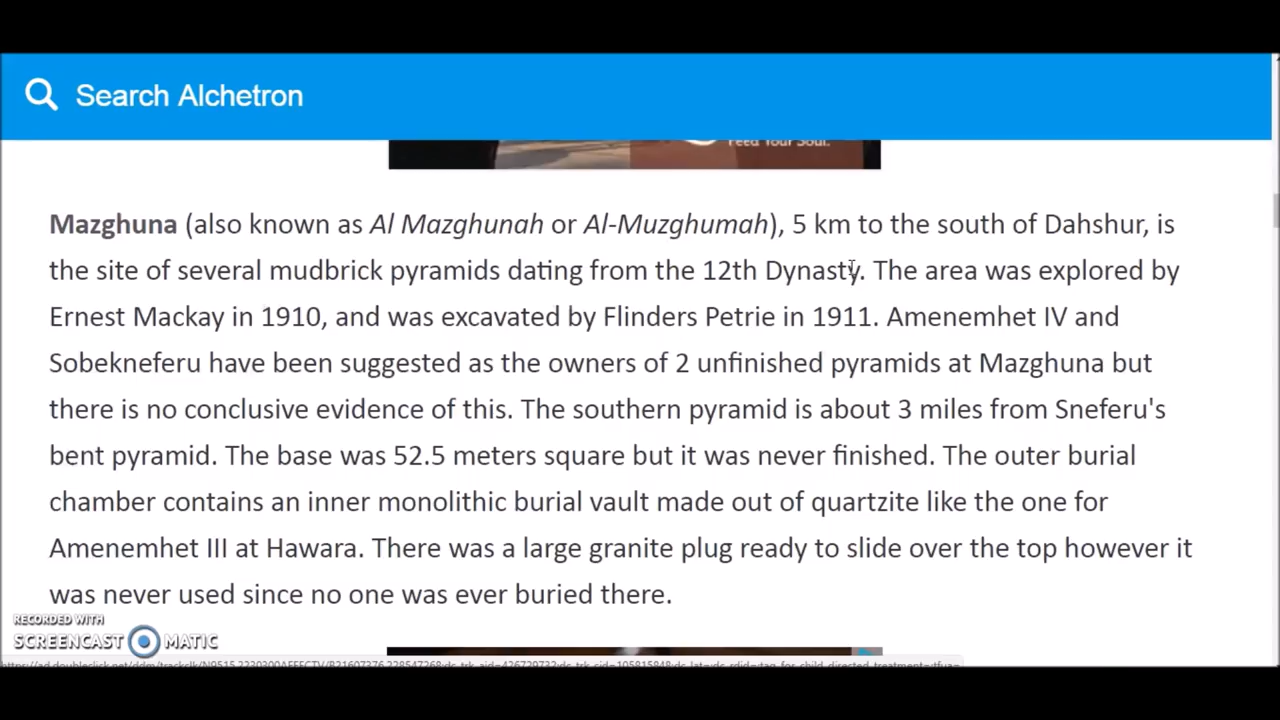 Search Alchetron
Feed Your Soul.
Mazghuna (also known as Al Mazghunah or Al-Muzghumah), 5 km to the south of Dahshur, is
the site of several mudbrick pyramids dating from the 12th Dynasty. The area was explored by
Ernest Mackay in 1910, and was excavated by Flinders Petrie in 1911. Amenemhet IV and
Sobekneferu have been suggested as the owners of 2 unfinished pyramids at Mazghuna but
there is no conclusive evidence of this. The southern pyramid is about 3 miles from Sneferu's
bent pyramid. The base was 52.5 meters square but it was never finished. The outer burial
chamber contains an inner monolithic burial vault made out of quartzite like the one for
Amenemhet III at Hawara. There was a large granite plug ready to slide over the top however it
was never used since no one was ever buried there.
RECORDED WITH
SCREENCAST MATIC